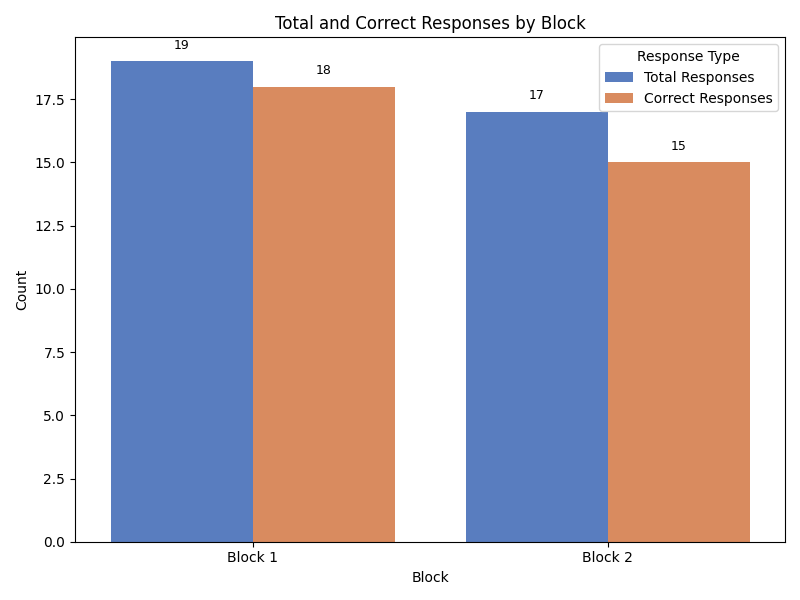 Total and Correct Responses by Block
Response Type
Total Responses
Correct Responses
19
18
17
15
Count
17.5
15.0
12.5
10.0
7.5
5.0
2.5
0.0
Block 1
Block 2
Block